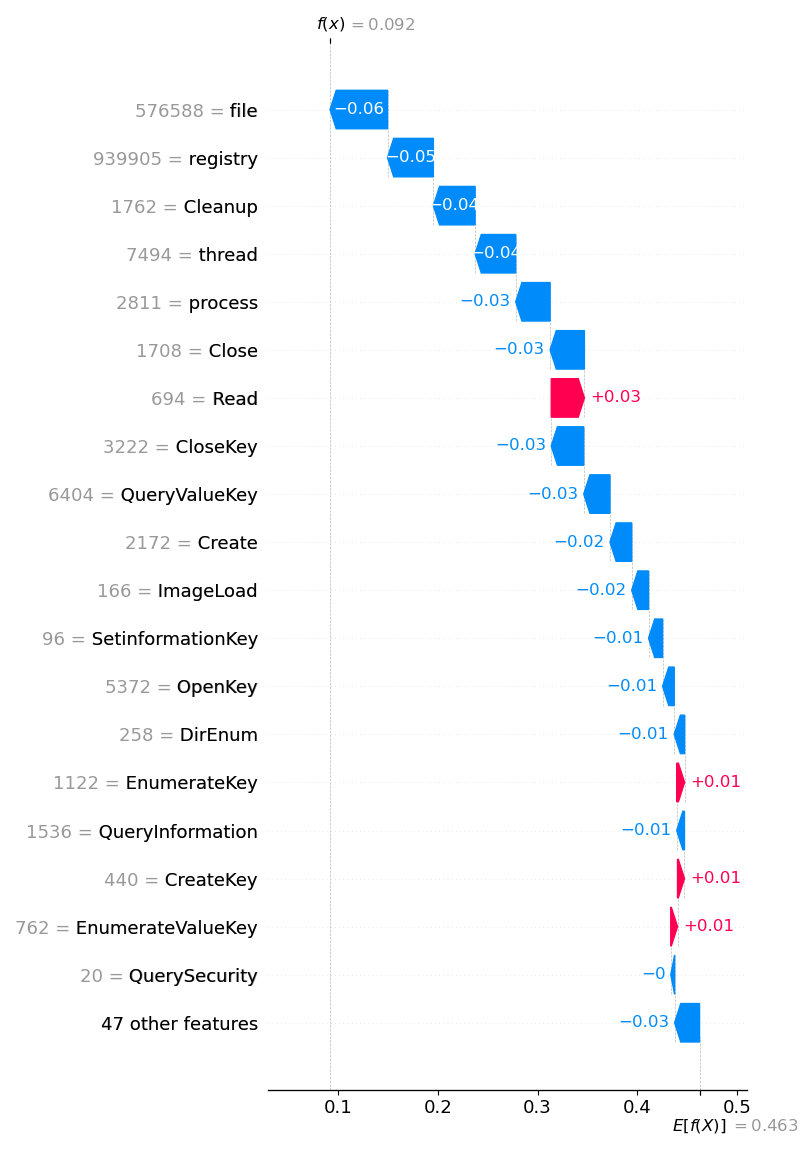 f(x) = 0.092
576588 = file −0.06
939905 = registry −0.05
1762 = Cleanup −0.04
7494 = thread −0.04
2811 = process −0.03
1708 = Close −0.03
694 = Read +0.03
3222 = CloseKey −0.03
6404 = QueryValueKey −0.03
2172 = Create −0.02
166 = ImageLoad −0.02
96 = SetinformationKey −0.01
5372 = OpenKey −0.01
258 = DirEnum −0.01
1122 = EnumerateKey +0.01
1536 = QueryInformation −0.01
440 = CreateKey +0.01
762 = EnumerateValueKey +0.01
20 = QuerySecurity −0
47 other features −0.03
0.1 0.2 0.3 0.4 0.5
E[f(X)] = 0.463